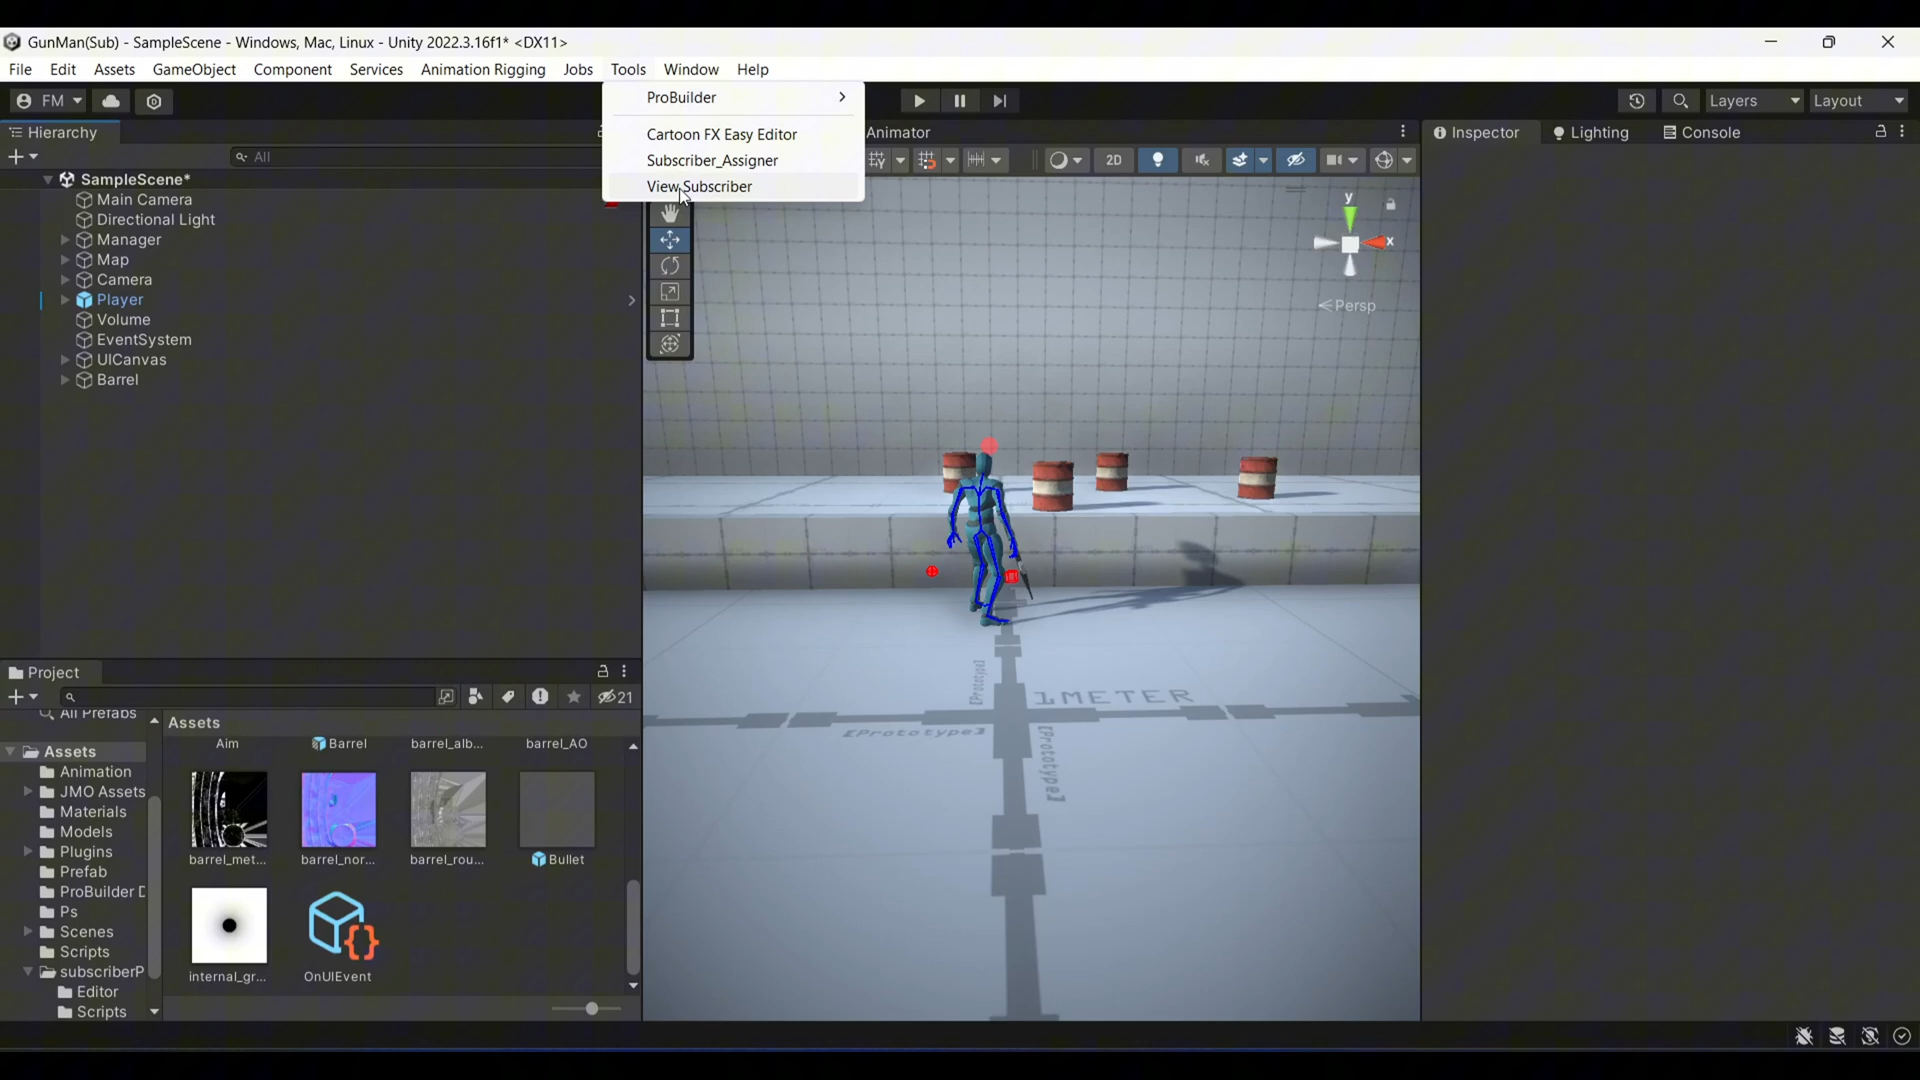 GunMan(Sub) - SampleScene - Windows, Mac, Linux - Unity 2022.3.16f1* <DX11>
File Edit Assets GameObject Component Services Animation Rigging Jobs Tools Window Help
FM
Layers
Layout
ProBuilder
Cartoon FX Easy Editor
Subscriber_Assigner
View Subscriber
Hierarchy
All
SampleScene*
Main Camera
Directional Light
Manager
Map
Camera
Player
Volume
EventSystem
UICanvas
Barrel
Animator
2D
y
x
Persp
1METER
[Prototype]
[Prototype]
[Prototype]
Inspector
Lighting
Console
Project
21
All Prefabs
Assets
Animation
JMO Assets
Materials
Models
Plugins
Prefab
ProBuilder D
Ps
Scenes
Scripts
subscriberP
Editor
Scripts
Assets
Aim
Barrel
barrel_alb...
barrel_AO
barrel_met...
barrel_nor...
barrel_rou...
Bullet
internal_gr...
OnUIEvent